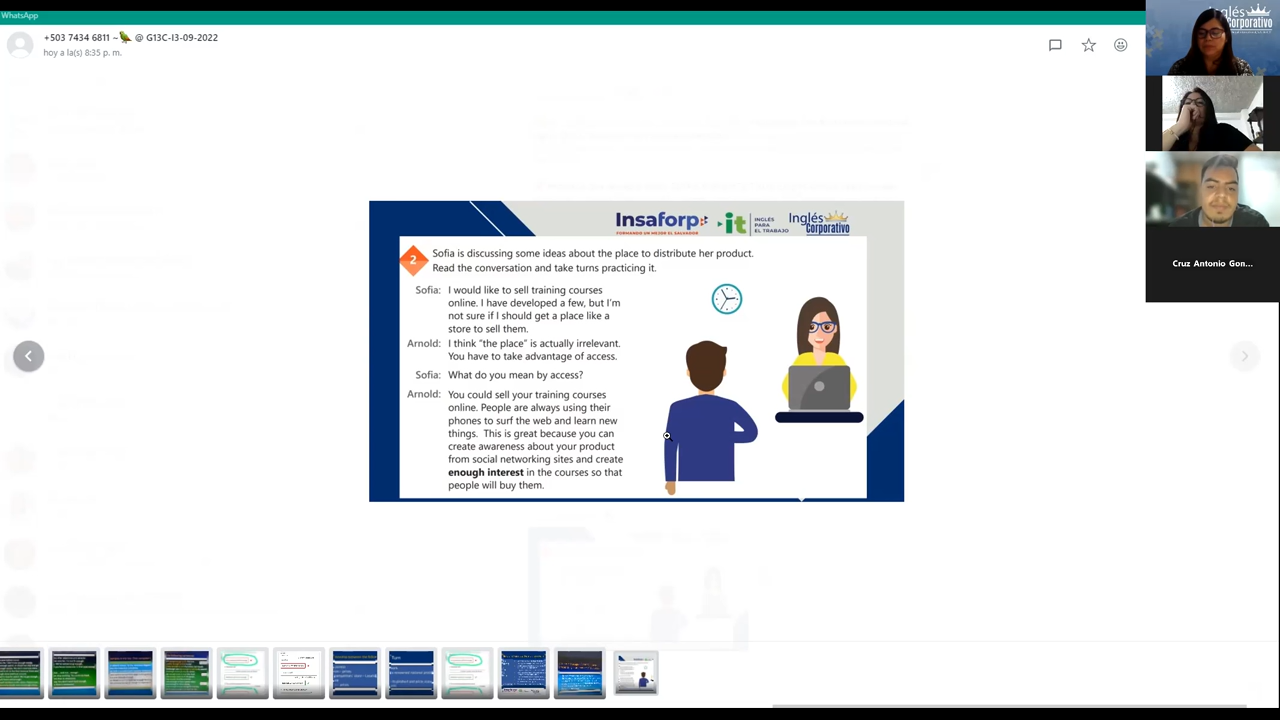 WhatsApp
+503 7434 6811 ~🦜 @ G13C-I3-09-2022
hoy a la(s) 8:35 p. m.
Inglés
Corporativo
Insaforp
FORMANDO UN MEJOR EL SALVADOR
it
INGLÉS
PARA
EL TRABAJO
Inglés
Corporativo
2
Sofia is discussing some ideas about the place to distribute her product.
Read the conversation and take turns practicing it.
Sofia: I would like to sell training courses
online. I have developed a few, but I'm
not sure if I should get a place like a
store to sell them.
Arnold: I think “the place” is actually irrelevant.
You have to take advantage of access.
Sofia: What do you mean by access?
Arnold: You could sell your training courses
online. People are always using their
phones to surf the web and learn new
things. This is great because you can
create awareness about your product
from social networking sites and create
enough interest in the courses so that
people will buy them.
Cruz Antonio Gon...